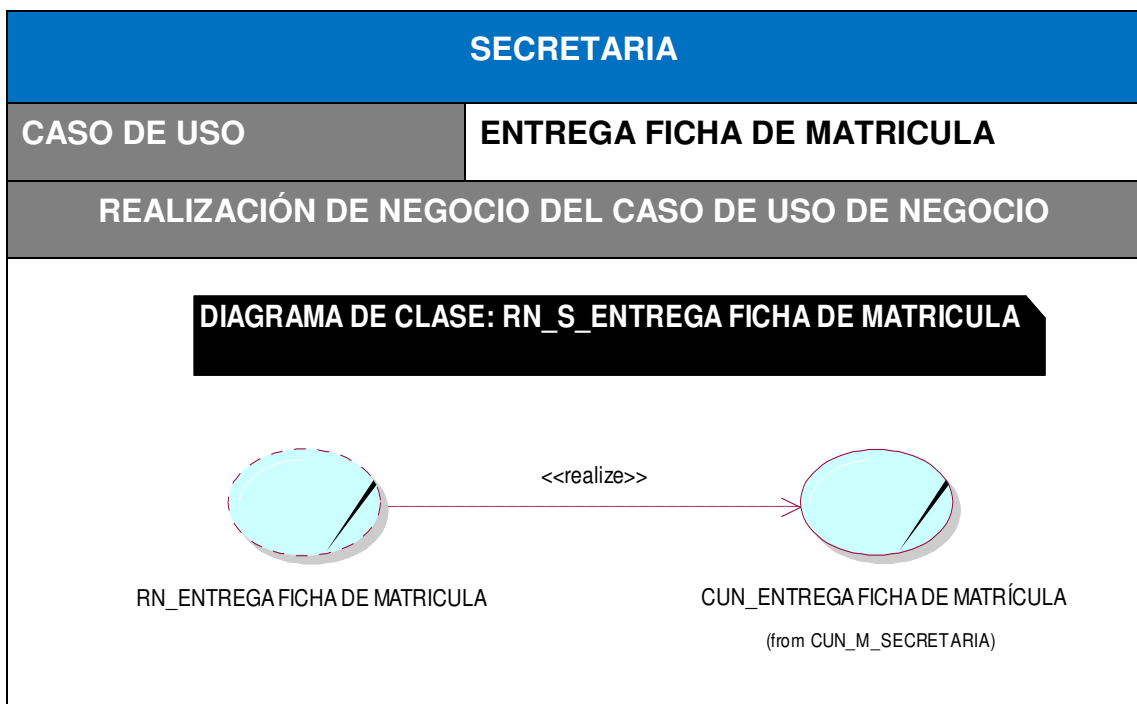 SECRETARIA
CASO DE USO
ENTREGA FICHA DE MATRICULA
REALIZACIÓN DE NEGOCIO DEL CASO DE USO DE NEGOCIO
DIAGRAMA DE CLASE: RN_S_ENTREGA FICHA DE MATRICULA
<<realize>>
RN_ENTREGA FICHA DE MATRICULA
CUN_ENTREGA FICHA DE MATRÍCULA
(from CUN_M_SECRETARIA)